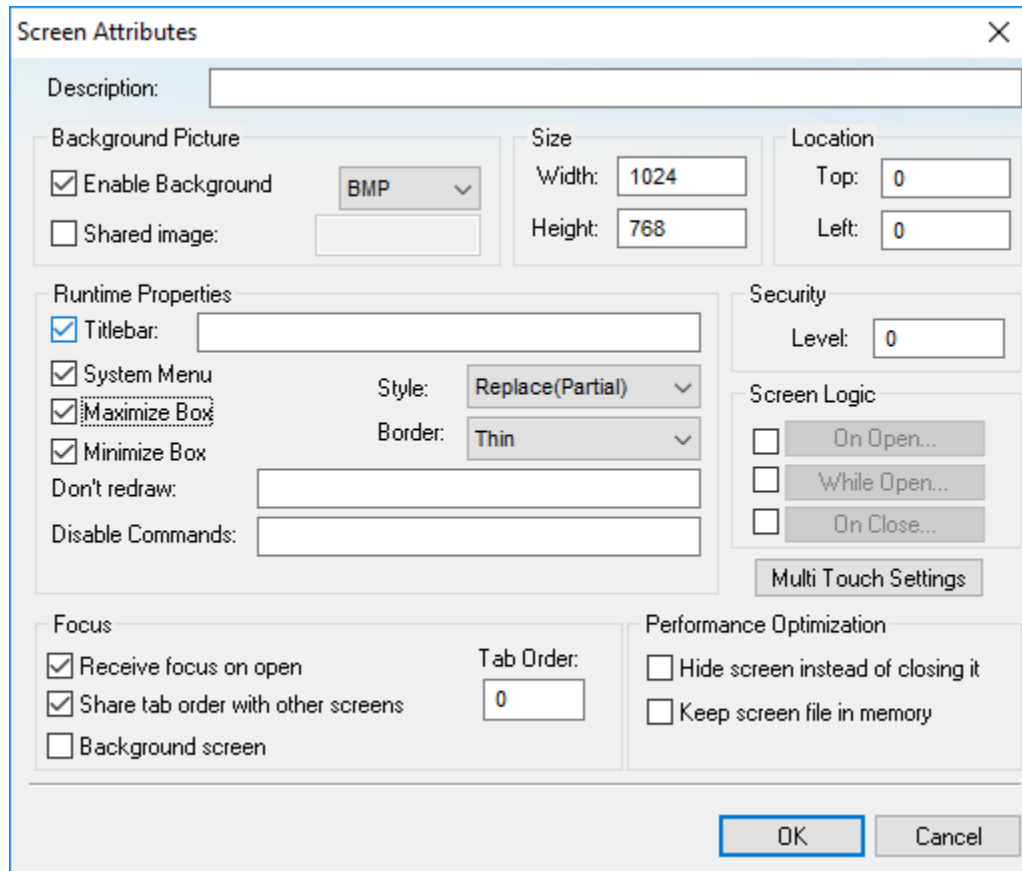 Screen Attributes
Description:
Background Picture
Enable Background
BMP
Shared image:
Size
Width: 1024
Height: 768
Location
Top: 0
Left: 0
Runtime Properties
Titlebar:
System Menu
Maximize Box
Minimize Box
Style: Replace(Partial)
Border: Thin
Don't redraw:
Disable Commands:
Security
Level: 0
Screen Logic
On Open...
While Open...
On Close...
Multi Touch Settings
Focus
Receive focus on open
Share tab order with other screens
Background screen
Tab Order:
0
Performance Optimization
Hide screen instead of closing it
Keep screen file in memory
OK
Cancel